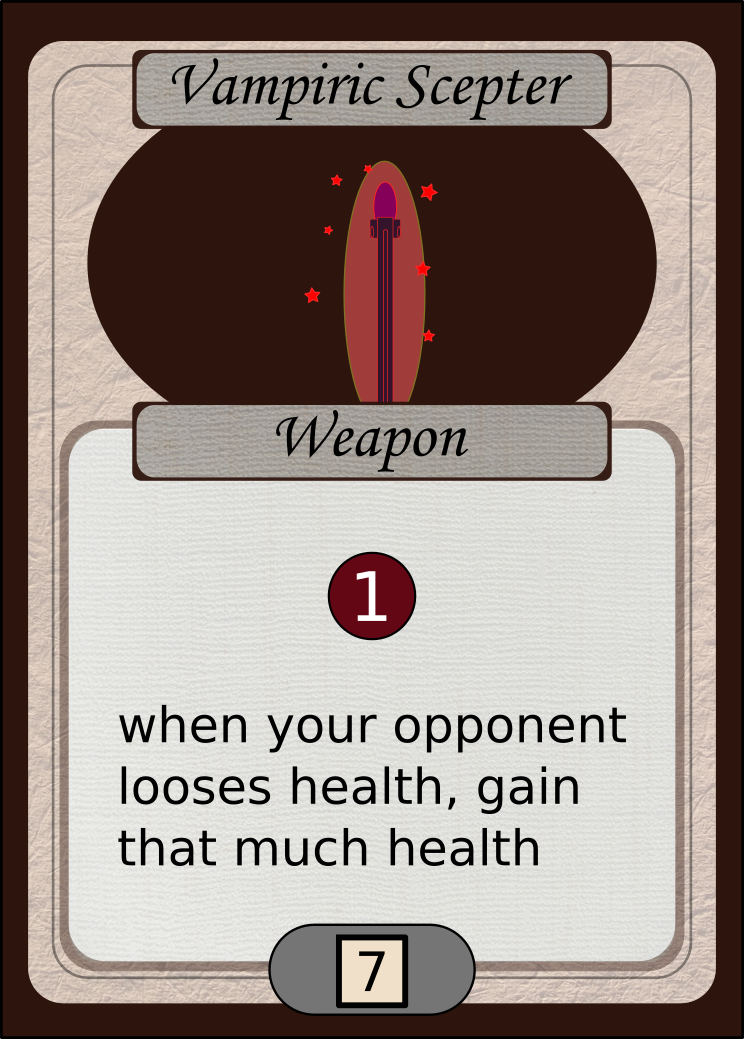 Vampiric Scepter
Weapon
1
when your opponent
looses health, gain
that much health
7